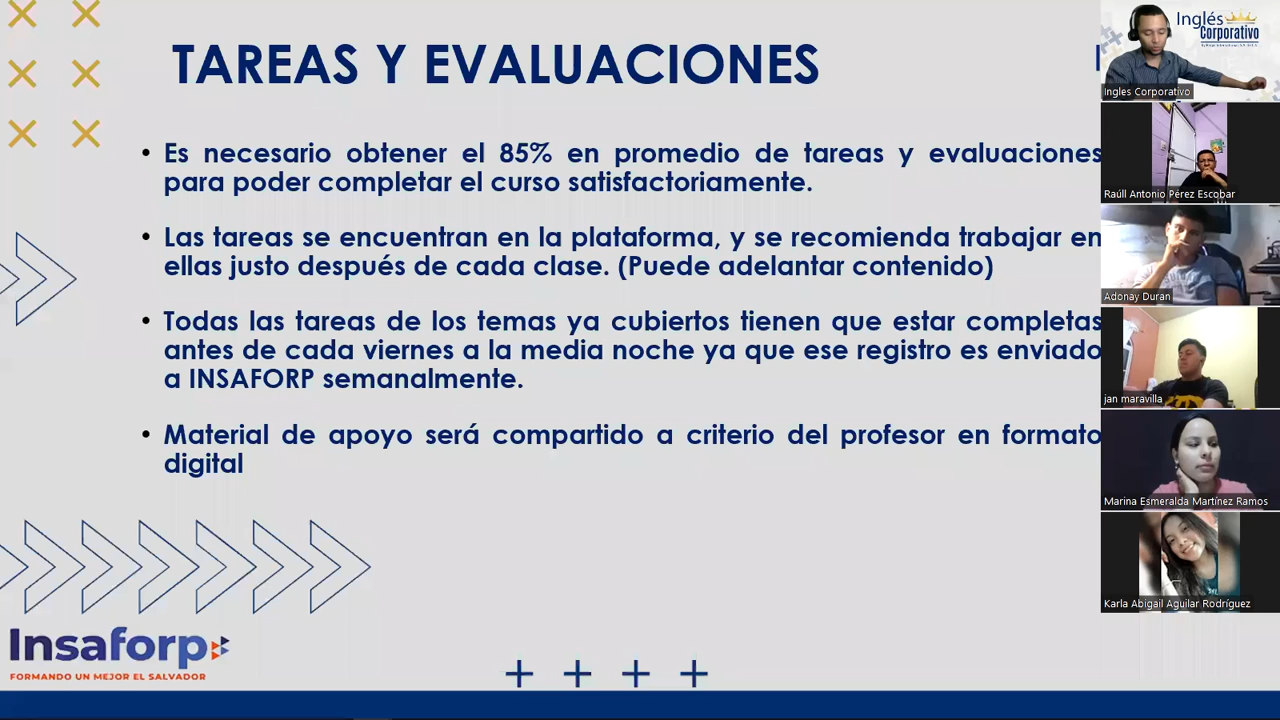 TAREAS Y EVALUACIONES
• Es necesario obtener el 85% en promedio de tareas y evaluaciones
para poder completar el curso satisfactoriamente.
• Las tareas se encuentran en la plataforma, y se recomienda trabajar en
ellas justo después de cada clase. (Puede adelantar contenido)
• Todas las tareas de los temas ya cubiertos tienen que estar completas
antes de cada viernes a la media noche ya que ese registro es enviado
a INSAFORP semanalmente.
• Material de apoyo será compartido a criterio del profesor en formato
digital
Insaforp
FORMANDO UN MEJOR EL SALVADOR
Inglés
Corporativo
Ingles Corporativo
Raúll Antonio Pérez Escobar
Adonay Duran
jan maravilla
Marina Esmeralda Martínez Ramos
Karla Abigail Aguilar Rodríguez